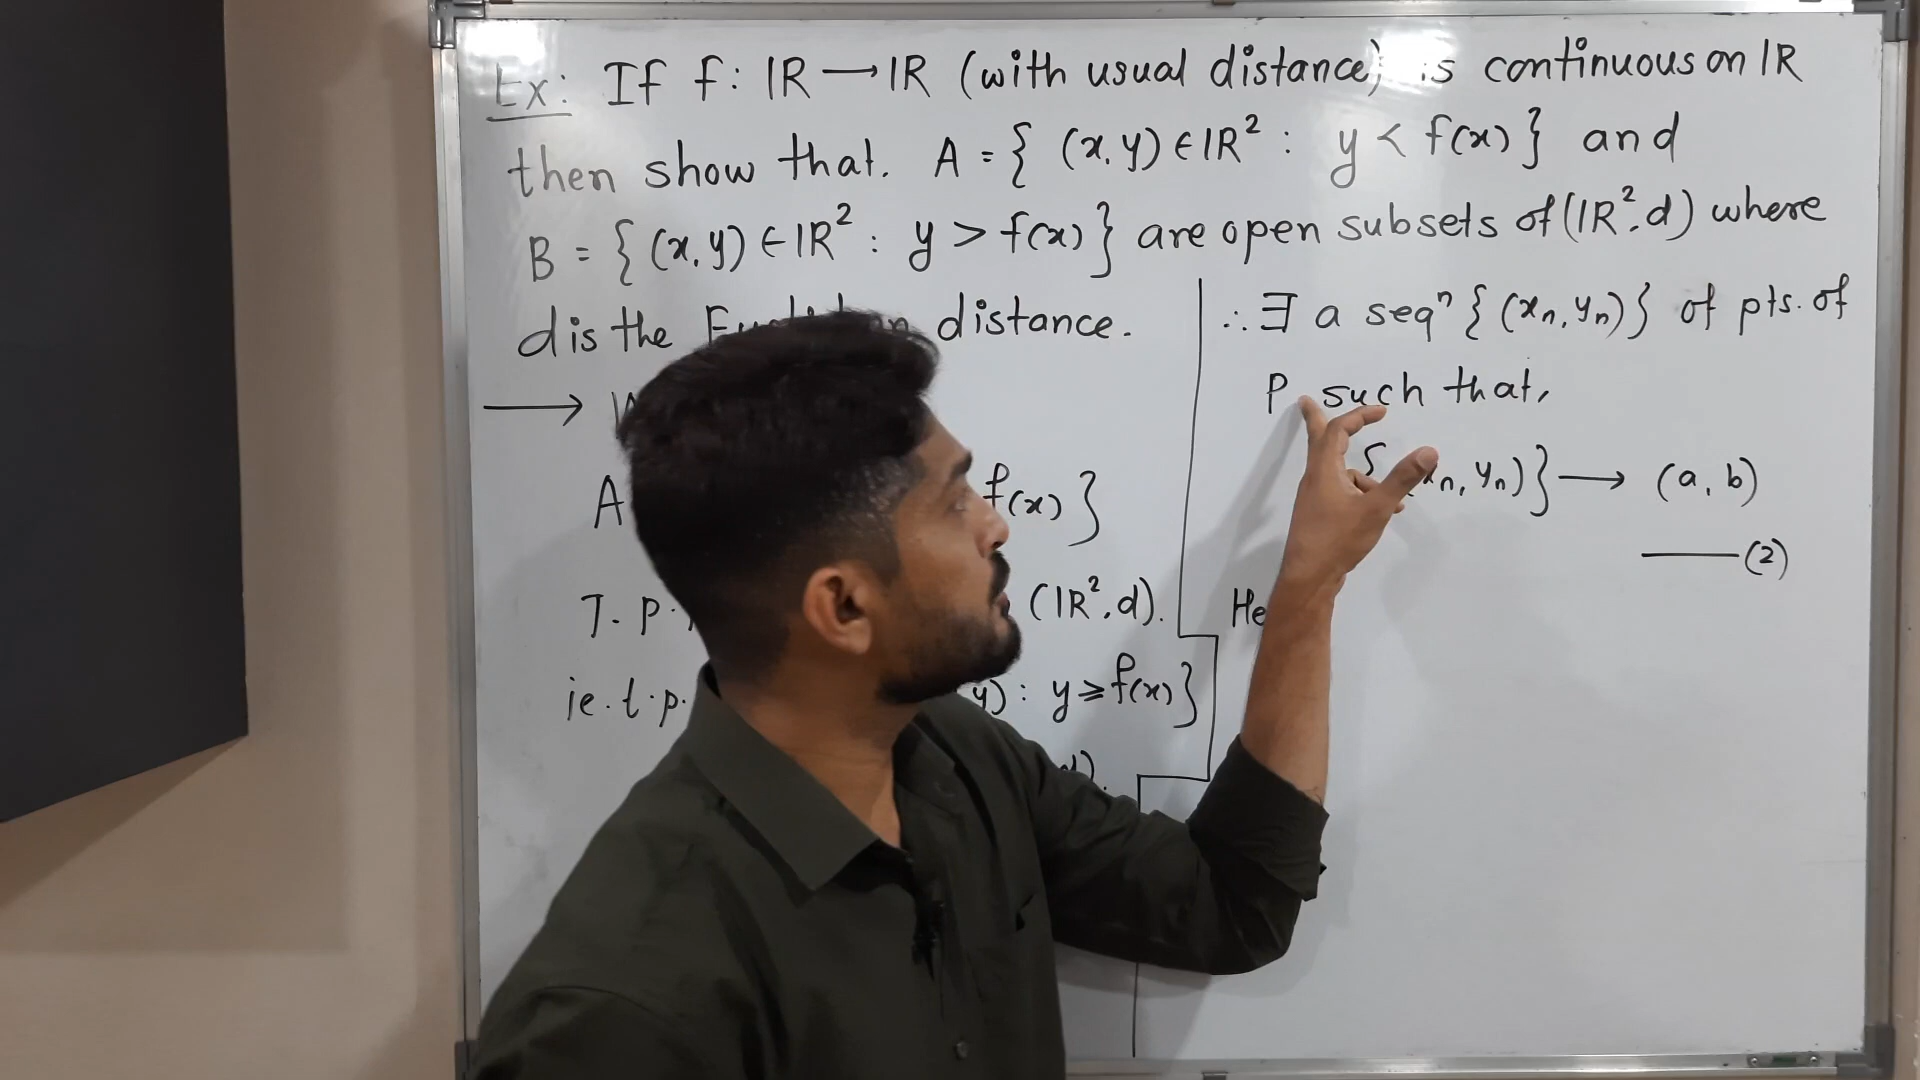 Ex: If f: IR → IR (with usual distance) is continuous on IR
then show that. A = { (x, y) ∈ IR² : y < f(x) } and
B = { (x, y) ∈ IR² : y > f(x) } are open subsets of (IR², d) where
d is the distance.
→
A f(x) }
T. p. (IR², d).
ie. t. p. y) : y ≥ f(x) }
d).
∴ ∃ a seqⁿ { (xₙ, yₙ) } of pts. of
P such that,
{ (xₙ, yₙ) } → (a, b)
—— (2)